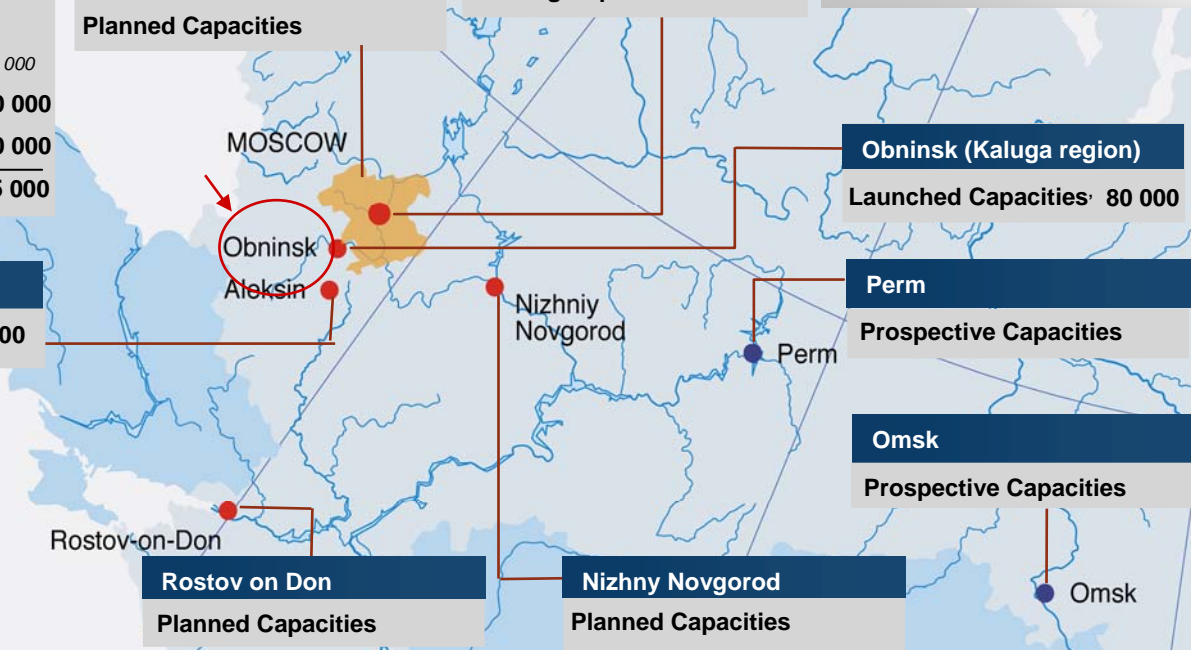 Planned Capacities
000
0 000
0 000
5 000
MOSCOW
Obninsk (Kaluga region)
Launched Capacities, 80 000
Obninsk
Aleksin
00
Nizhniy
Novgorod
Perm
Prospective Capacities
Perm
Omsk
Prospective Capacities
Rostov-on-Don
Rostov on Don
Planned Capacities
Nizhny Novgorod
Planned Capacities
Omsk